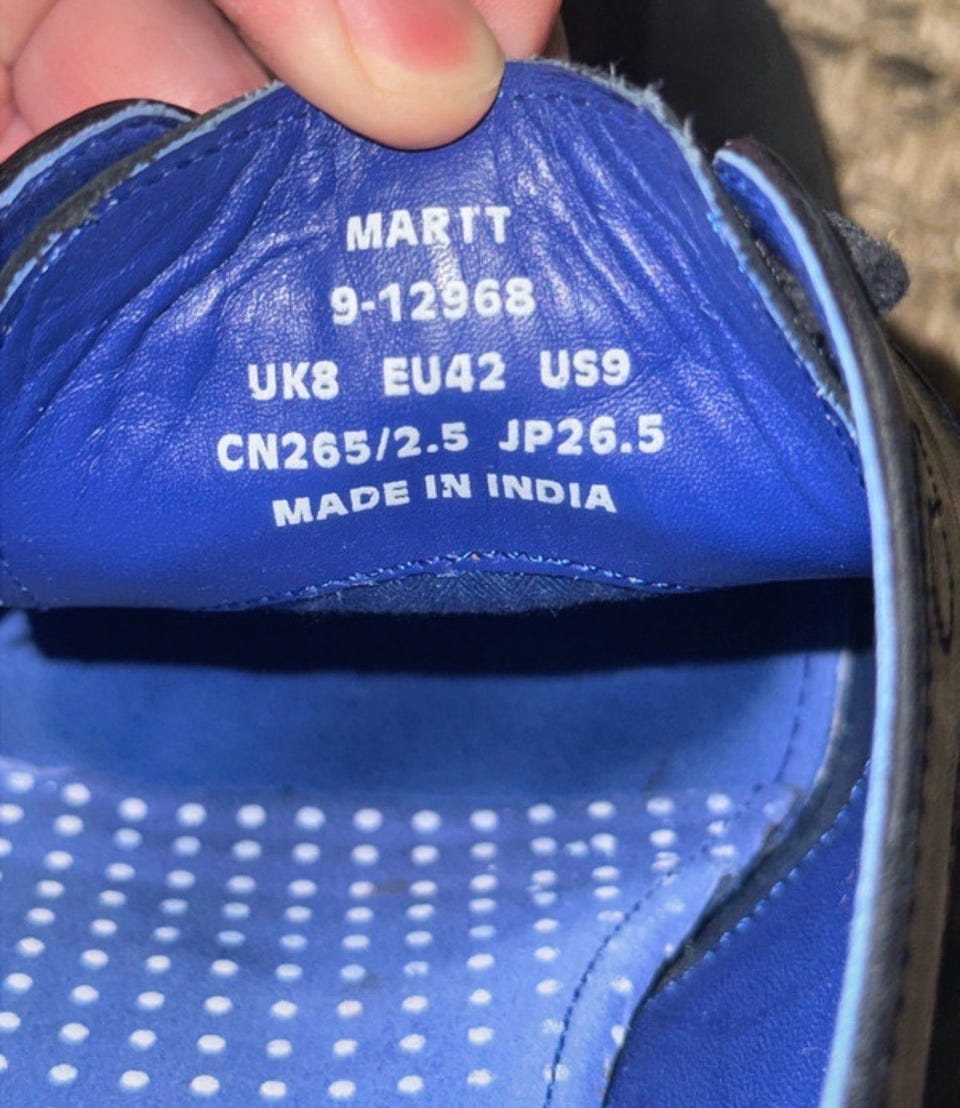 MARTT
9-12968
UK8 EU42 US9
CN265/2.5 JP26.5
MADE IN INDIA